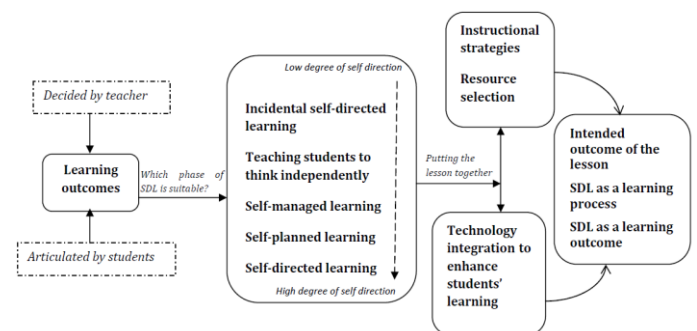 Decided by teacher
Learning
outcomes
Articulated by students
Which phase of
SDL is suitable?
Low degree of self direction
Incidental self-directed
learning
Teaching students to
think independently
Self-managed learning
Self-planned learning
Self-directed learning
High degree of self direction
Putting the
lesson together
Instructional
strategies
Resource
selection
Technology
integration to
enhance
students'
learning
Intended
outcome of the
lesson
SDL as a learning
process
SDL as a learning
outcome